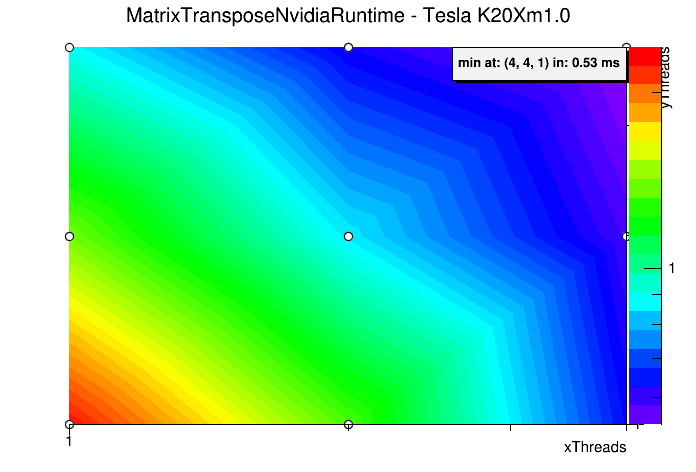 MatrixTransposeNvidiaRuntime - Tesla K20Xm1.0
min at: (4, 4, 1) in: 0.53 ms
yThreads
1
1
xThreads